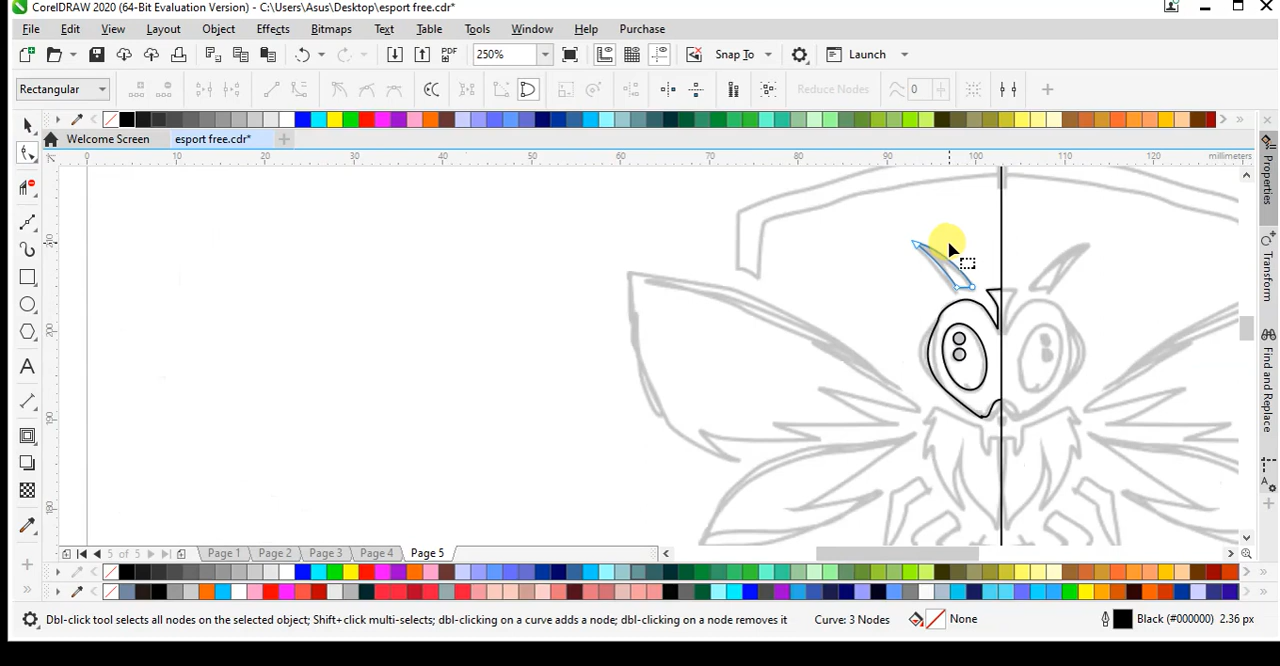 CorelDRAW 2020 (64-Bit Evaluation Version) - C:\Users\Asus\Desktop\esport free.cdr*
File Edit View Layout Object Effects Bitmaps Text Table Tools Window Help Purchase
250% PDF Snap To Launch
Rectangular Reduce Nodes 0
Welcome Screen esport free.cdr*
0 10 20 30 40 50 60 70 80 90 100 110 120 millimeters
200
190
180
Properties
Transform
Find and Replace
5 of 5 Page 1 Page 2 Page 3 Page 4 Page 5
Dbl-click tool selects all nodes on the selected object; Shift+click multi-selects; dbl-clicking on a curve adds a node; dbl-clicking on a node removes it Curve: 3 Nodes None Black (#000000) 2.36 px